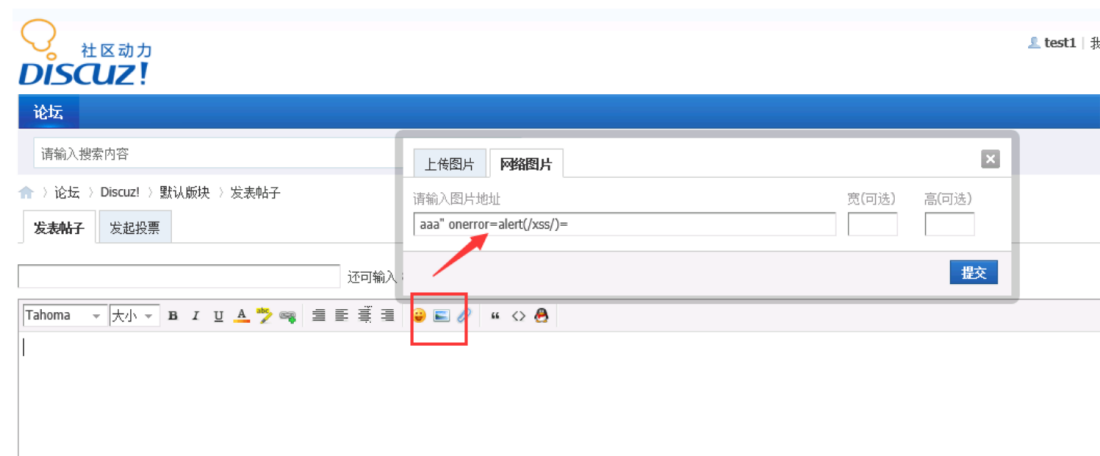 社区动力
DISCUZ!
test1
我
论坛
请输入搜索内容
上传图片 网络图片
论坛 Discuz! 默认版块 发表帖子
请输入图片地址 宽(可选) 高(可选)
发表帖子 发起投票
aaa" onerror=alert(/xss/)=
还可输入
提交
Tahoma 大小 B I U A abc “ <>